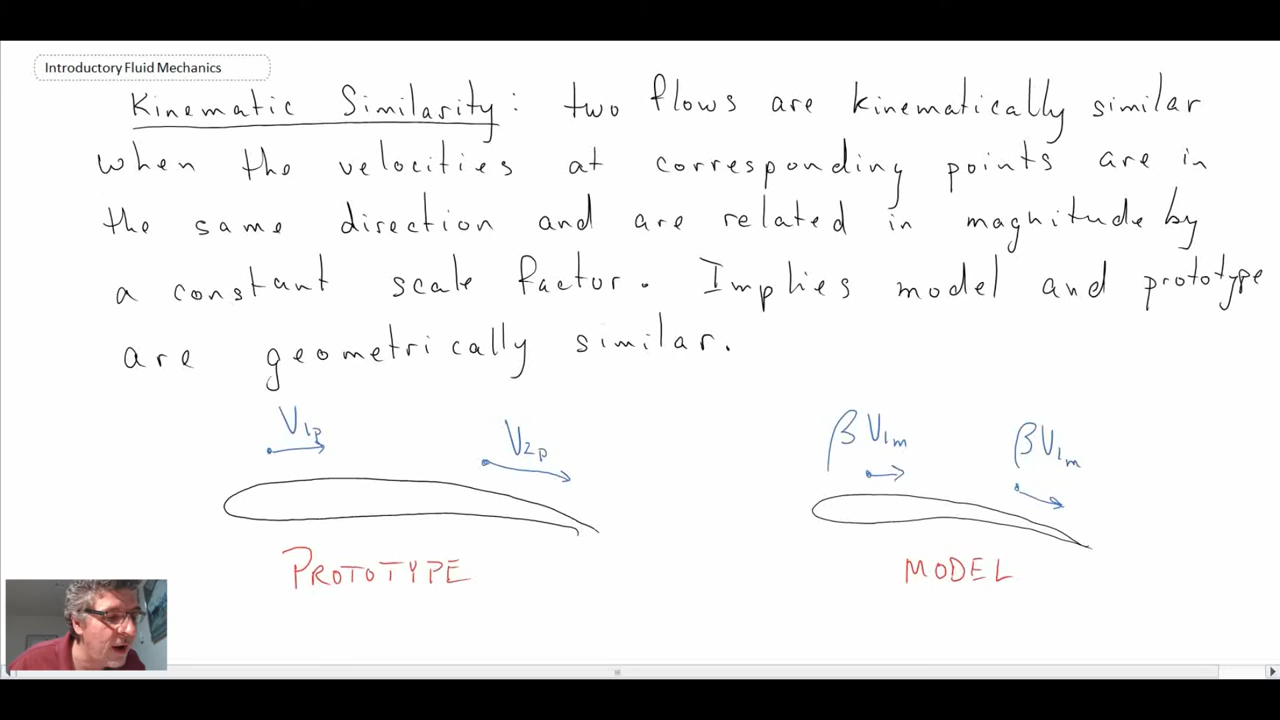 Introductory Fluid Mechanics
Kinematic Similarity: two flows are kinematically similar
when the velocities at corresponding points are in
the same direction and are related in magnitude by
a constant scale factor. Implies model and prototype
are geometrically similar.
V1p V2p βV1m βV1m
PROTOTYPE MODEL